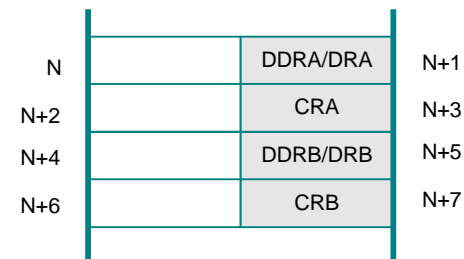 N DDRA/DRA N+1
N+2 CRA N+3
N+4 DDRB/DRB N+5
N+6 CRB N+7